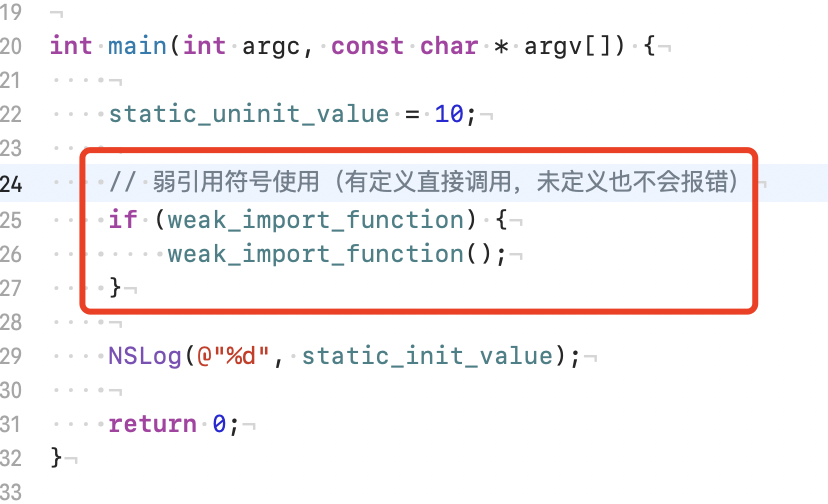 19
20 int main(int argc, const char * argv[]) {
21
22 static_uninit_value = 10;
23
24 // 弱引用符号使用（有定义直接调用，未定义也不会报错）
25 if (weak_import_function) {
26 weak_import_function();
27 }
28
29 NSLog(@"%d", static_init_value);
30
31 return 0;
32 }
33